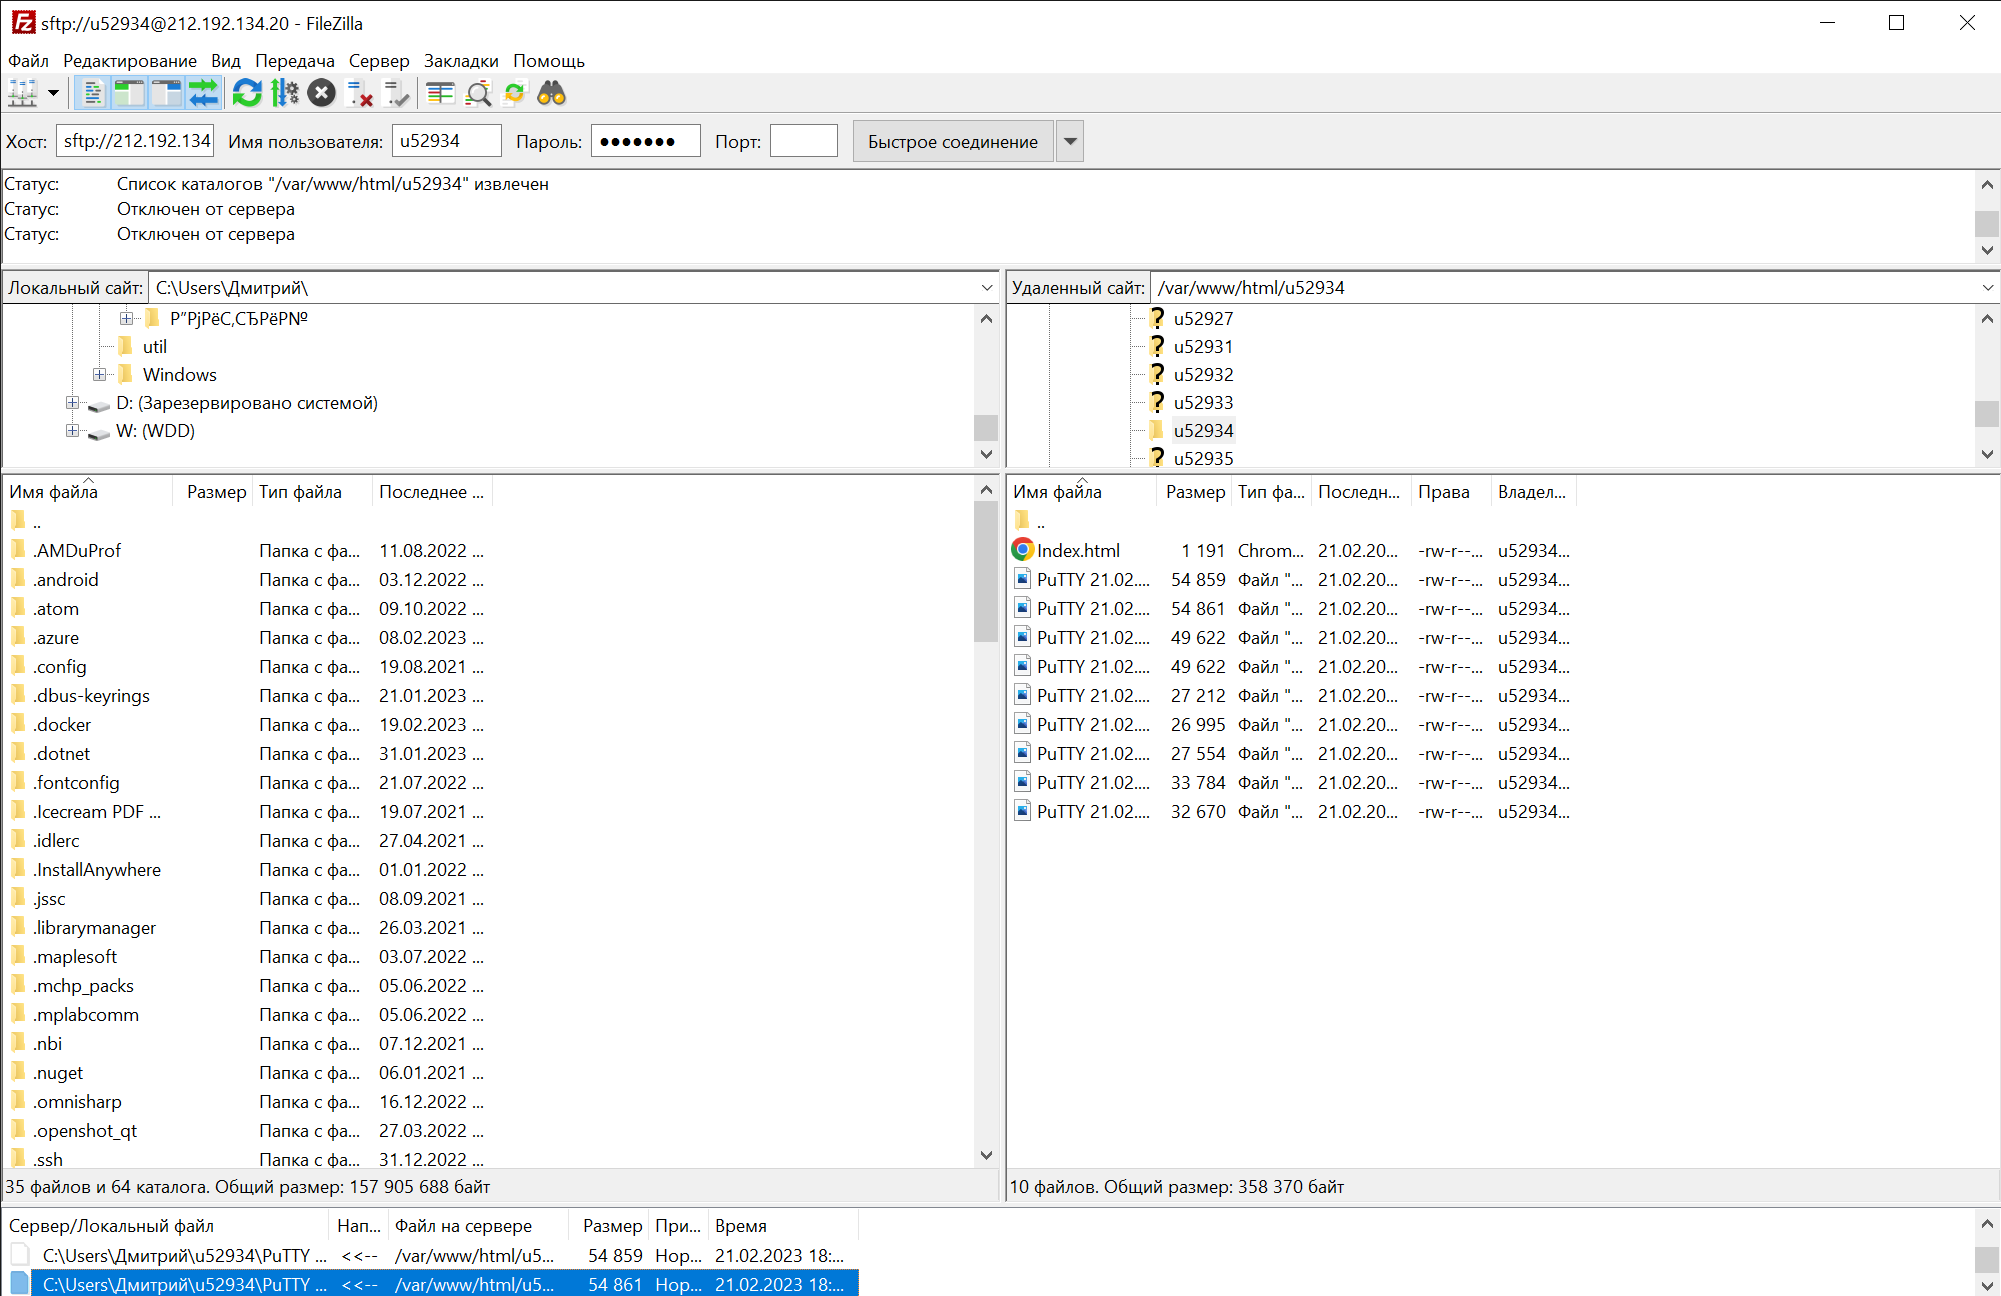 sftp://u52934@212.192.134.20 - FileZilla
Файл Редактирование Вид Передача Сервер Закладки Помощь
Хост: sftp://212.192.134 Имя пользователя: u52934 Пароль: ●●●●●●● Порт: Быстрое соединение
Статус: Список каталогов "/var/www/html/u52934" извлечен
Статус: Отключен от сервера
Статус: Отключен от сервера
Локальный сайт: C:\Users\Дмитрий\
Р”РјРёС‚СЂРёР№
util
Windows
D: (Зарезервировано системой)
W: (WDD)
Удаленный сайт: /var/www/html/u52934
u52927
u52931
u52932
u52933
u52934
u52935
Имя файла Размер Тип файла Последнее ...
..
.AMDuProf Папка с фа... 11.08.2022 ...
.android Папка с фа... 03.12.2022 ...
.atom Папка с фа... 09.10.2022 ...
.azure Папка с фа... 08.02.2023 ...
.config Папка с фа... 19.08.2021 ...
.dbus-keyrings Папка с фа... 21.01.2023 ...
.docker Папка с фа... 19.02.2023 ...
.dotnet Папка с фа... 31.01.2023 ...
.fontconfig Папка с фа... 21.07.2022 ...
.Icecream PDF ... Папка с фа... 19.07.2021 ...
.idlerc Папка с фа... 27.04.2021 ...
.InstallAnywhere Папка с фа... 01.01.2022 ...
.jssc Папка с фа... 08.09.2021 ...
.librarymanager Папка с фа... 26.03.2021 ...
.maplesoft Папка с фа... 03.07.2022 ...
.mchp_packs Папка с фа... 05.06.2022 ...
.mplabcomm Папка с фа... 05.06.2022 ...
.nbi Папка с фа... 07.12.2021 ...
.nuget Папка с фа... 06.01.2021 ...
.omnisharp Папка с фа... 16.12.2022 ...
.openshot_qt Папка с фа... 27.03.2022 ...
.ssh Папка с фа... 31.12.2022 ...
35 файлов и 64 каталога. Общий размер: 157 905 688 байт
Имя файла Размер Тип фа... Последн... Права Владел...
..
Index.html 1 191 Chrom... 21.02.20... -rw-r--... u52934...
PuTTY 21.02.... 54 859 Файл "... 21.02.20... -rw-r--... u52934...
PuTTY 21.02.... 54 861 Файл "... 21.02.20... -rw-r--... u52934...
PuTTY 21.02.... 49 622 Файл "... 21.02.20... -rw-r--... u52934...
PuTTY 21.02.... 49 622 Файл "... 21.02.20... -rw-r--... u52934...
PuTTY 21.02.... 27 212 Файл "... 21.02.20... -rw-r--... u52934...
PuTTY 21.02.... 26 995 Файл "... 21.02.20... -rw-r--... u52934...
PuTTY 21.02.... 27 554 Файл "... 21.02.20... -rw-r--... u52934...
PuTTY 21.02.... 33 784 Файл "... 21.02.20... -rw-r--... u52934...
PuTTY 21.02.... 32 670 Файл "... 21.02.20... -rw-r--... u52934...
10 файлов. Общий размер: 358 370 байт
Сервер/Локальный файл Нап... Файл на сервере Размер При... Время
C:\Users\Дмитрий\u52934\PuTTY ... <<-- /var/www/html/u5... 54 859 Нор... 21.02.2023 18:...
C:\Users\Дмитрий\u52934\PuTTY ... <<-- /var/www/html/u5... 54 861 Нор... 21.02.2023 18:...